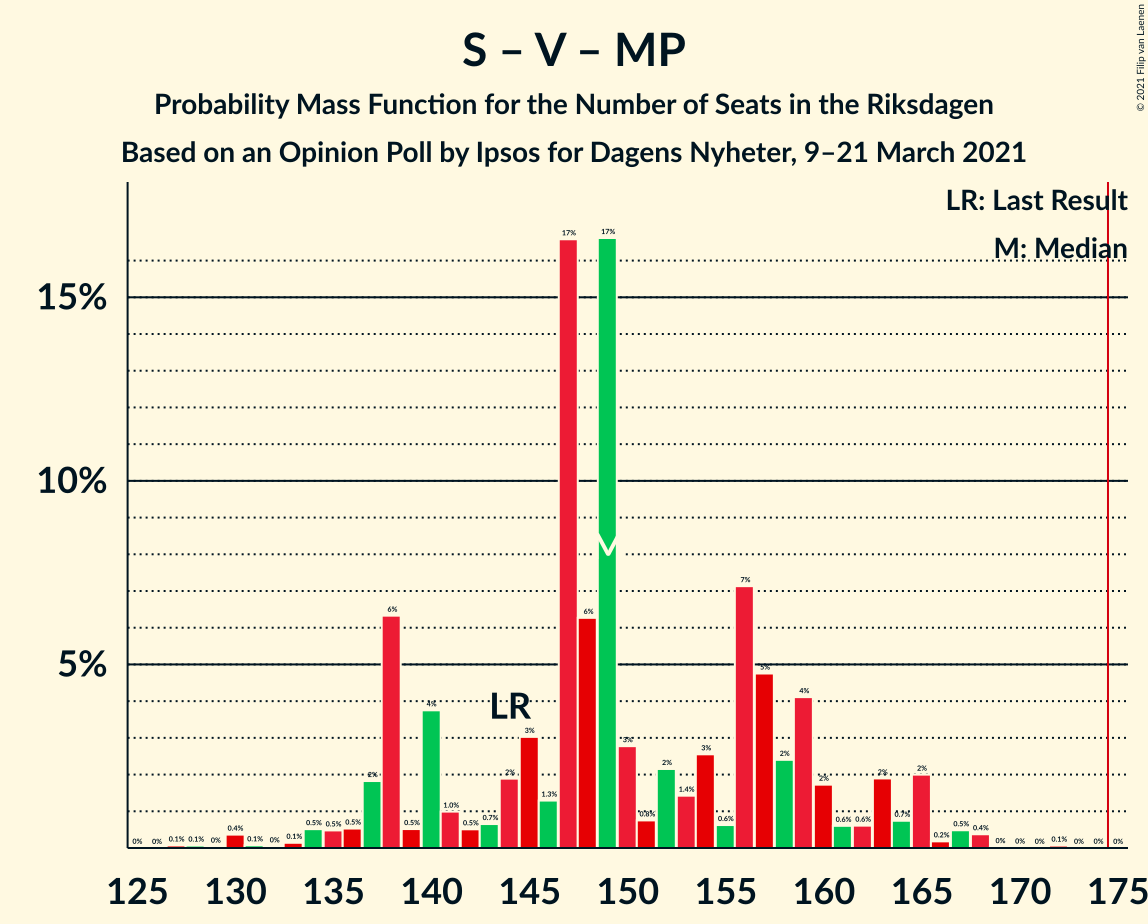 © 2021 Filip van Laenen
S – V – MP
Probability Mass Function for the Number of Seats in the Riksdagen
Based on an Opinion Poll by Ipsos for Dagens Nyheter, 9–21 March 2021
LR: Last Result
M: Median
15%
10%
5%
0% 0% 0.1% 0.1% 0% 0.4% 0.1% 0% 0.1% 0.5% 0.5% 0.5% 2% 6% 0.5% 4% 1.0% 0.5% 0.7% 2% 3% 1.3% 17% 6% 17% 3% 0.8% 2% 1.4% 3% 0.6% 7% 5% 2% 4% 2% 0.6% 0.6% 2% 0.7% 2% 0.2% 0.5% 0.4% 0% 0% 0% 0.1% 0% 0% 0%
LR
M
125 130 135 140 145 150 155 160 165 170 175